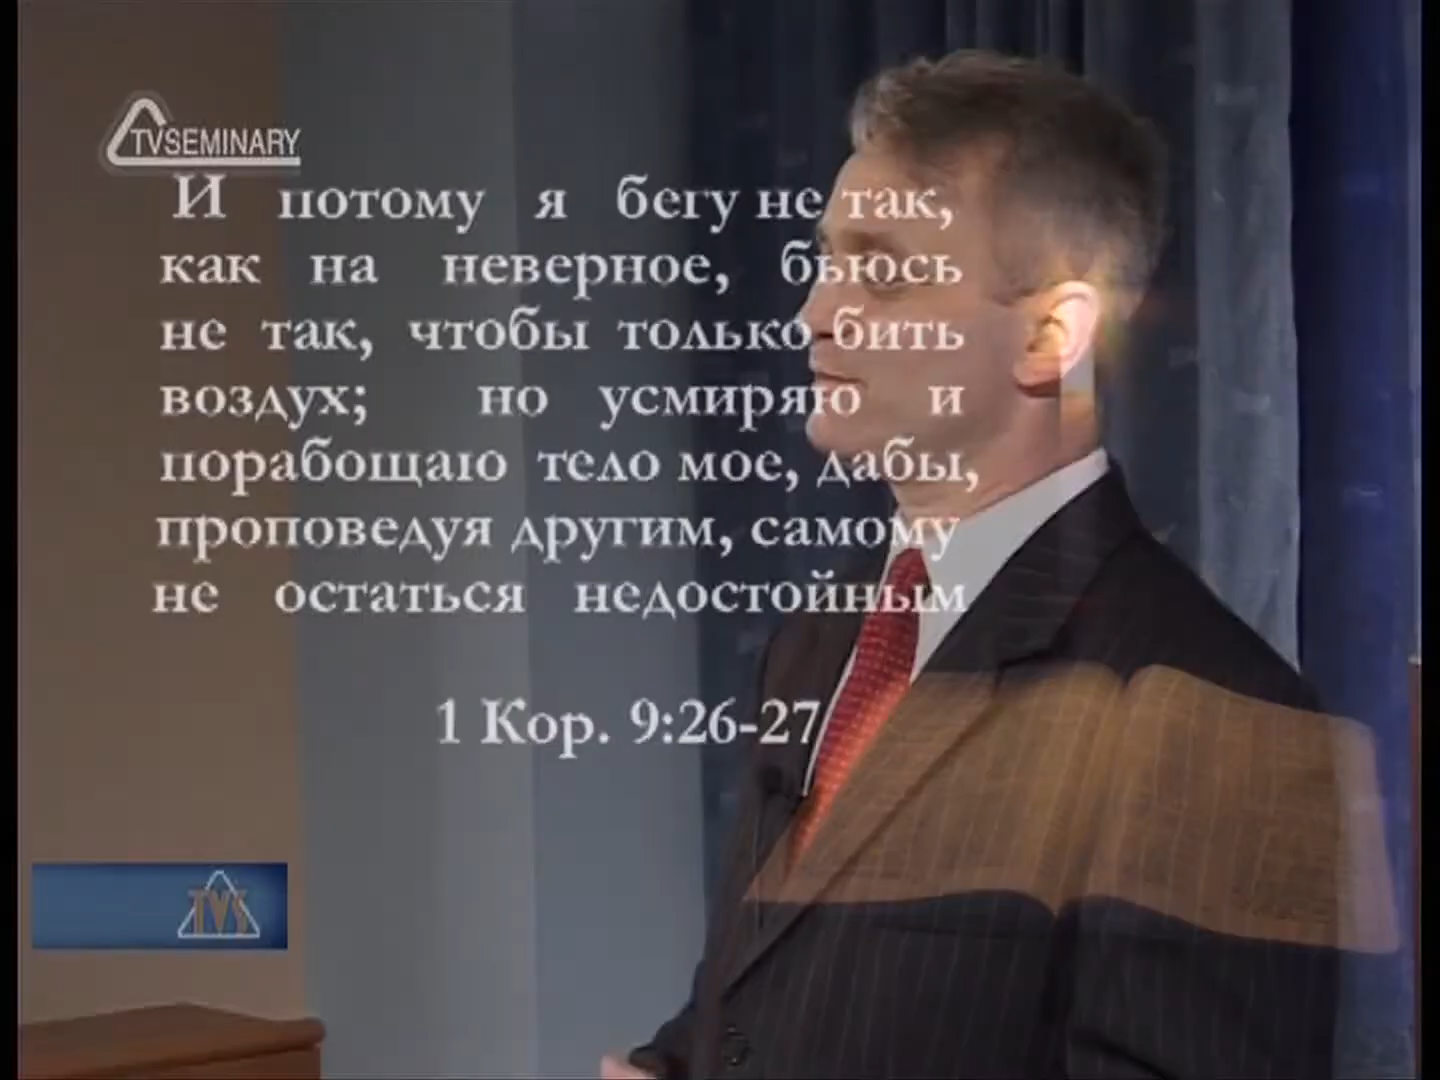 TVSEMINARY
И потому я бегу не так,
как на неверное, бьюсь
не так, чтобы только бить
воздух; но усмиряю и
порабощаю тело мое, дабы,
проповедуя другим, самому
не остаться недостойным
1 Кор. 9:26-27
TVS